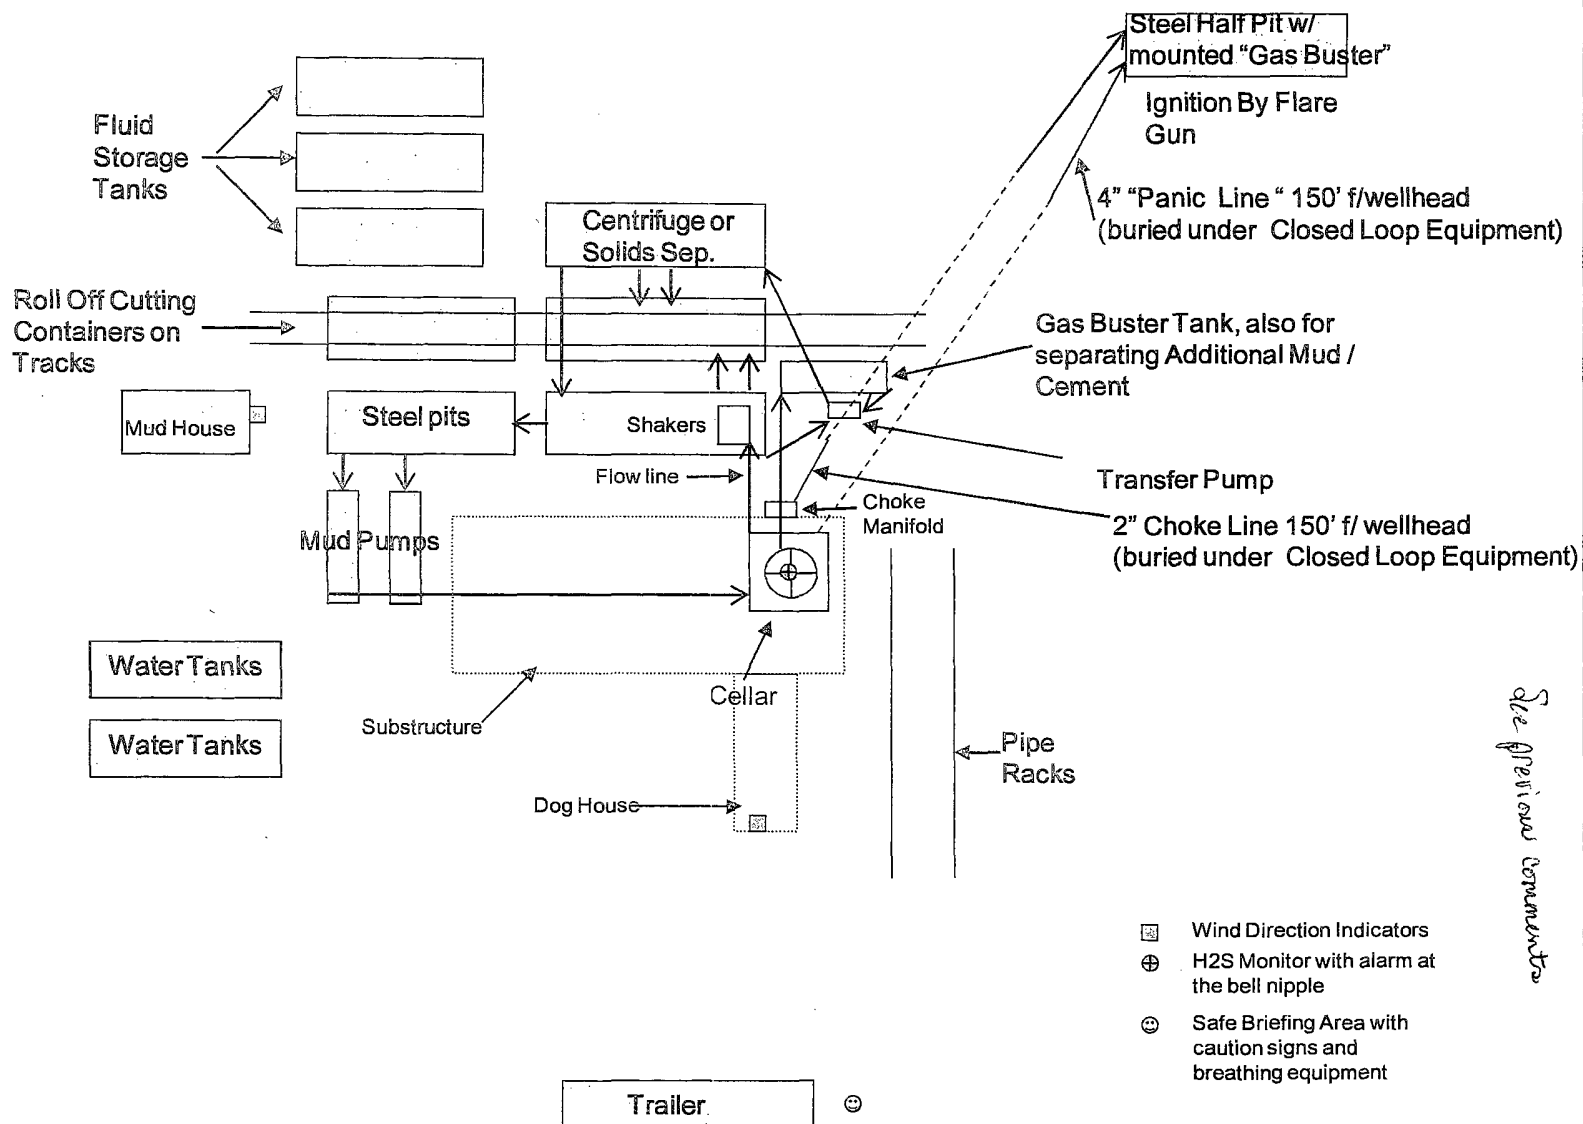 Steel Half Pit w/
mounted “Gas Buster”
Ignition By Flare
Gun
Fluid
Storage
Tanks
4” “Panic Line “ 150’ f/wellhead
(buried under Closed Loop Equipment)
Centrifuge or
Solids Sep.
Roll Off Cutting
Containers on
Tracks
Gas Buster Tank, also for
separating Additional Mud /
Cement
Mud House
Steel pits
Shakers
Flow line
Transfer Pump
Choke
Manifold
2” Choke Line 150’ f/ wellhead
(buried under Closed Loop Equipment)
Mud Pumps
Water Tanks
Water Tanks
Cellar
Substructure
Pipe
Racks
Dog House
See previous comments
Wind Direction Indicators
H2S Monitor with alarm at
the bell nipple
Safe Briefing Area with
caution signs and
breathing equipment
Trailer